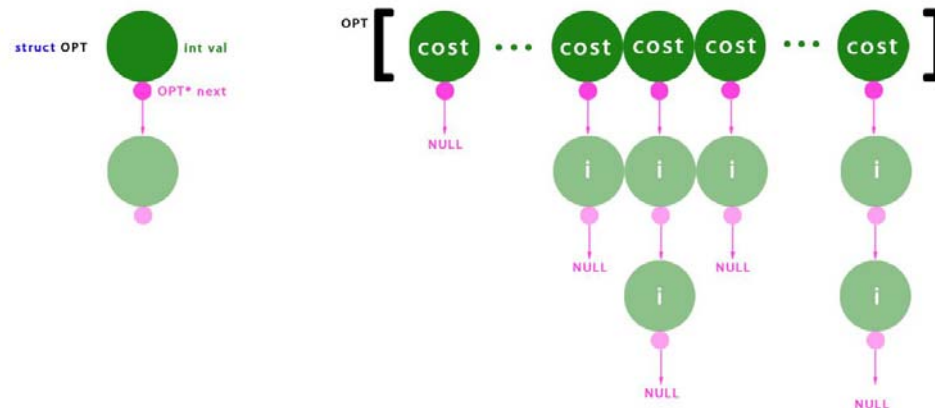 struct OPT
int val
OPT* next
OPT
[
cost
...
cost
cost
cost
...
cost
]
NULL
i
i
i
i
NULL
NULL
i
i
NULL
NULL